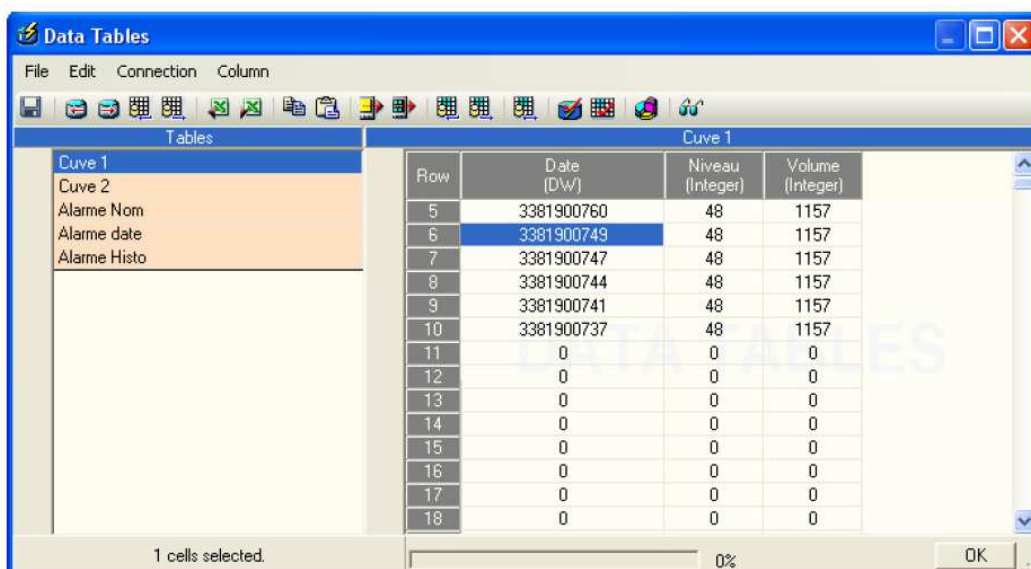 Data Tables
File Edit Connection Column
Tables
Cuve 1
Cuve 1
Cuve 2
Alarme Nom
Alarme date
Alarme Histo
Row Date (DW) Niveau (Integer) Volume (Integer)
5 3381900760 48 1157
6 3381900749 48 1157
7 3381900747 48 1157
8 3381900744 48 1157
9 3381900741 48 1157
10 3381900737 48 1157
11 0 0 0
12 0 0 0
13 0 0 0
14 0 0 0
15 0 0 0
16 0 0 0
17 0 0 0
18 0 0 0
DATA TABLES
1 cells selected.
0%
OK